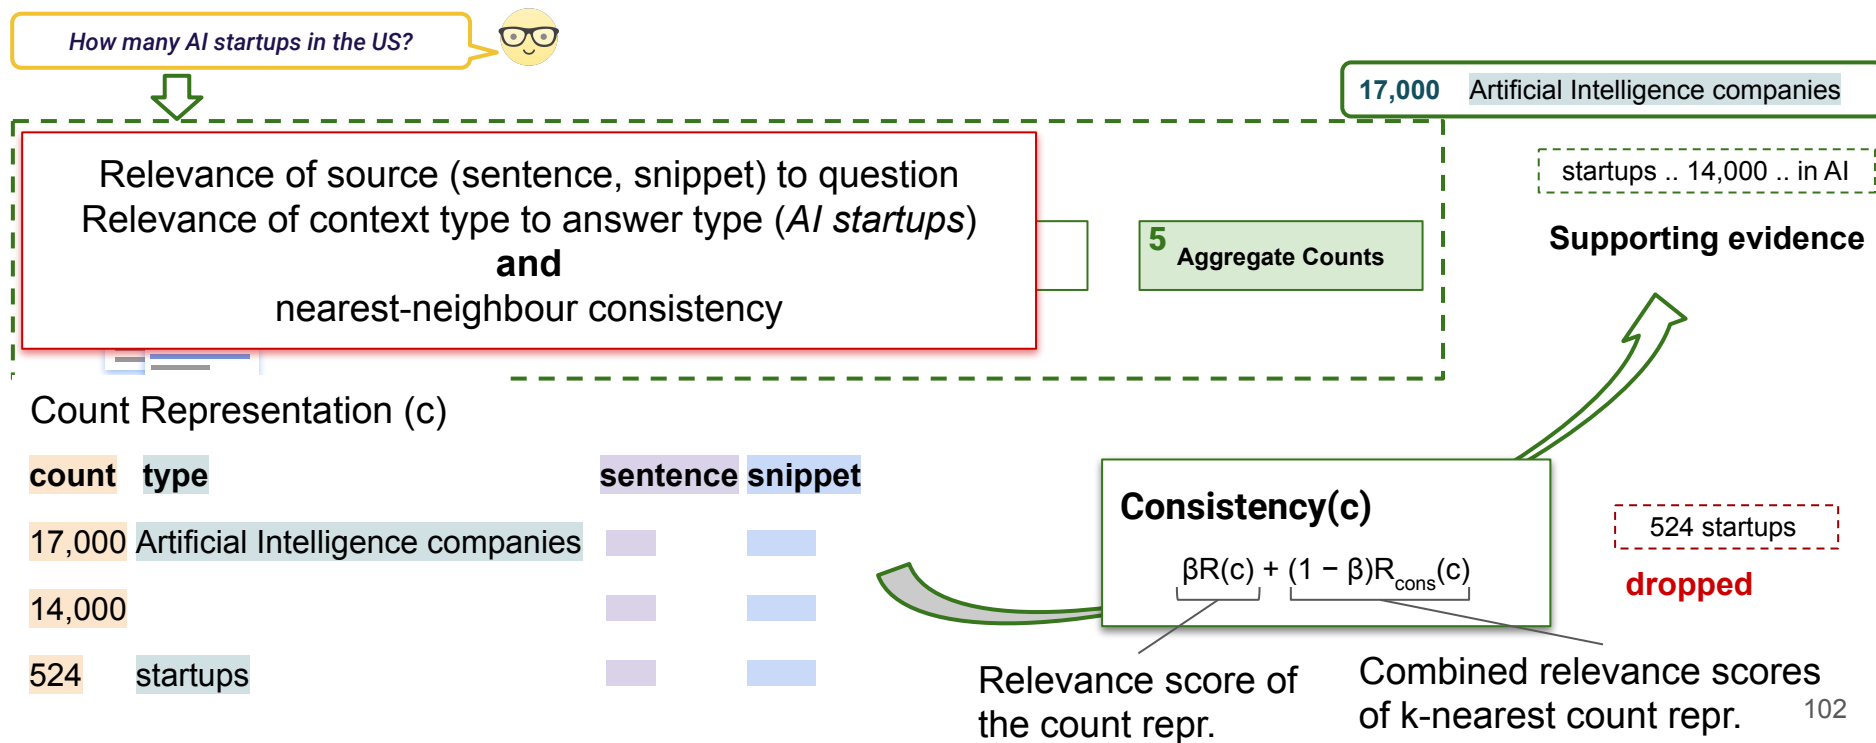 How many AI startups in the US?
17,000 Artificial Intelligence companies
Relevance of source (sentence, snippet) to question
Relevance of context type to answer type (AI startups)
and
nearest-neighbour consistency
5 Aggregate Counts
startups .. 14,000 .. in AI
Supporting evidence
Count Representation (c)
count type sentence snippet
17,000 Artificial Intelligence companies
14,000
524 startups
Consistency(c)
βR(c) + (1 − β)R_cons(c)
Relevance score of
the count repr.
Combined relevance scores
of k-nearest count repr.
524 startups
dropped
102